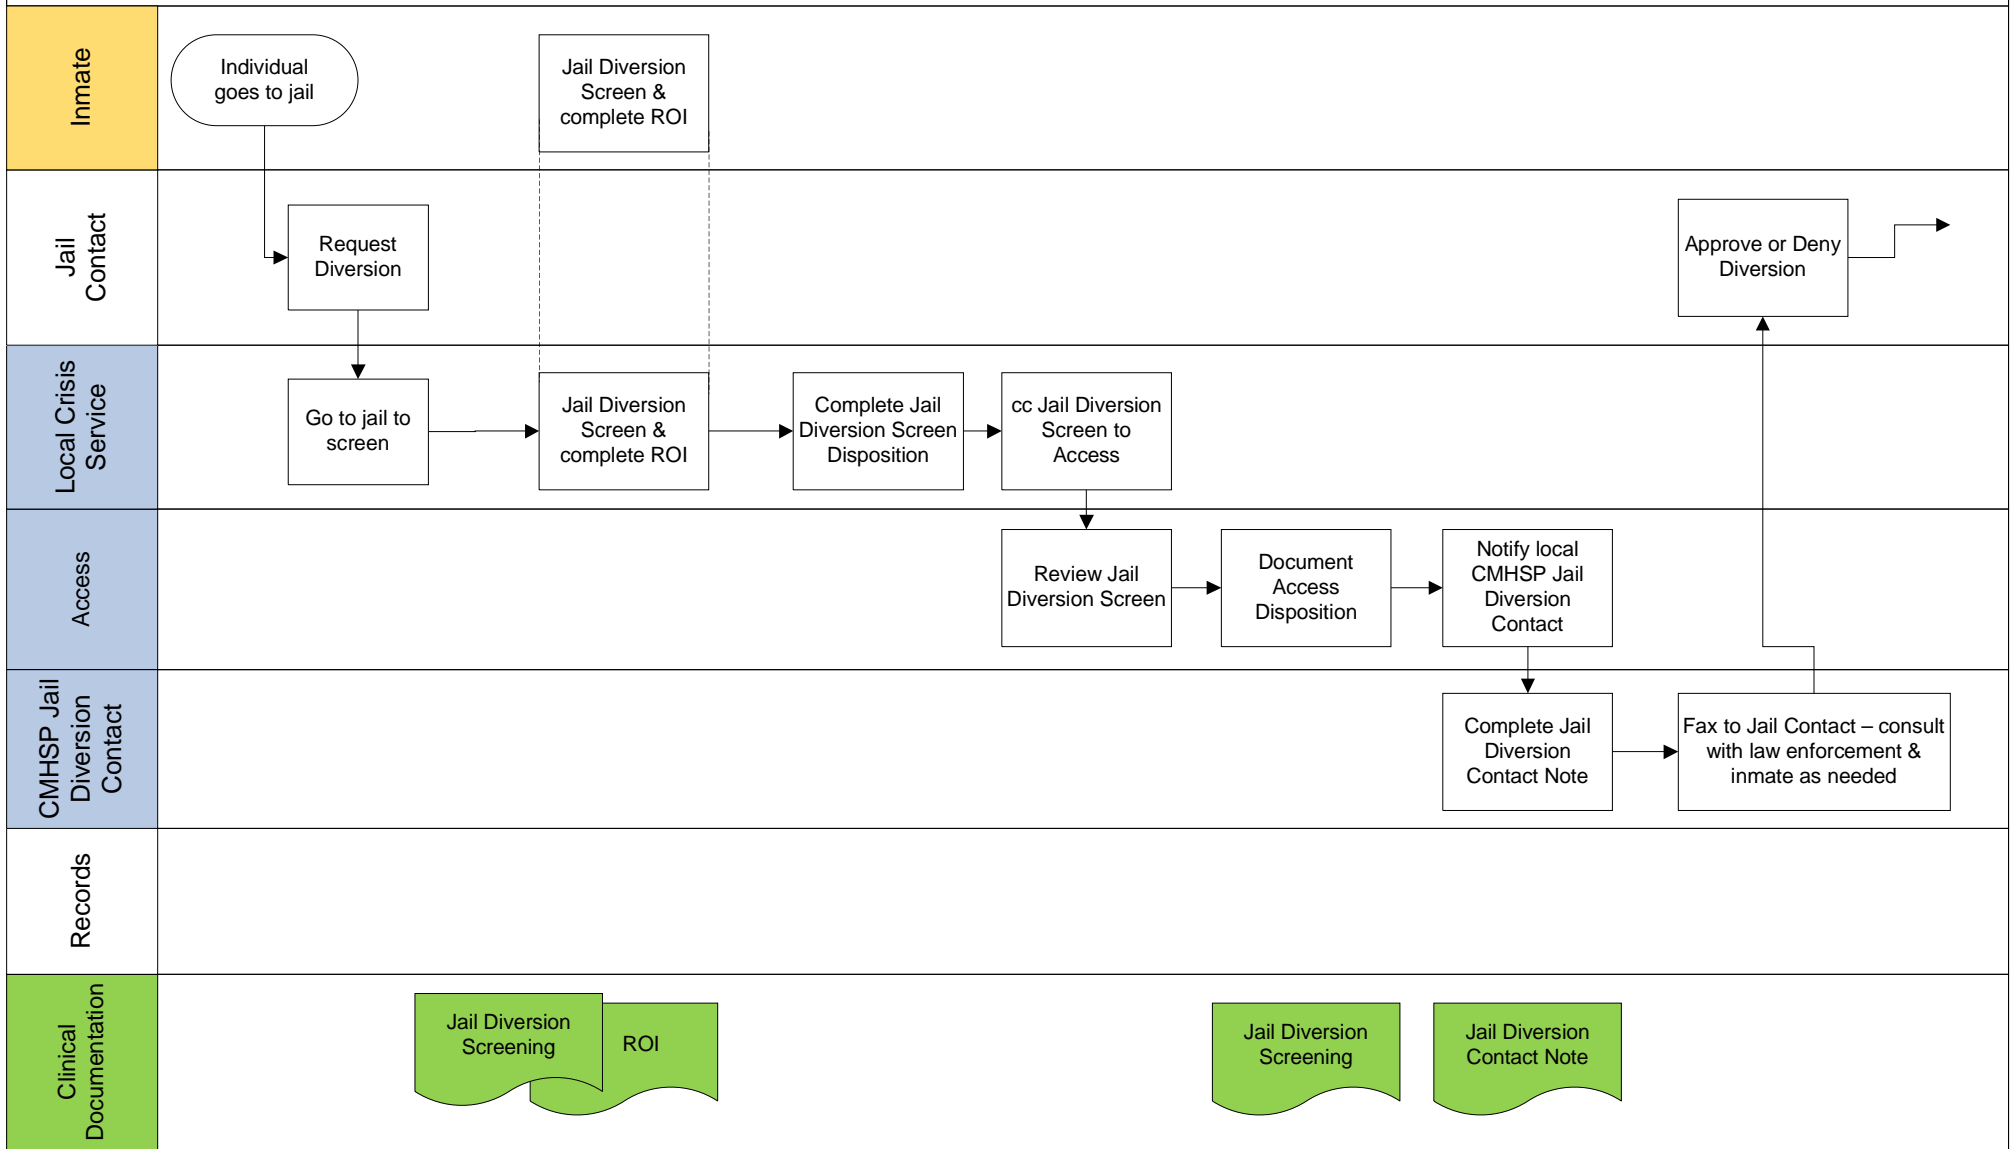 Inmate
Individual
goes to jail
Jail Diversion
Screen &
complete ROI
Jail
Contact
Request
Diversion
Approve or Deny
Diversion
Local Crisis
Service
Go to jail to
screen
Jail Diversion
Screen &
complete ROI
Complete Jail
Diversion Screen
Disposition
cc Jail Diversion
Screen to
Access
Access
Review Jail
Diversion Screen
Document
Access
Disposition
Notify local
CMHSP Jail
Diversion
Contact
CMHSP Jail
Diversion
Contact
Complete Jail
Diversion
Contact Note
Fax to Jail Contact – consult
with law enforcement &
inmate as needed
Records
Clinical
Documentation
Jail Diversion
Screening
ROI
Jail Diversion
Screening
Jail Diversion
Contact Note